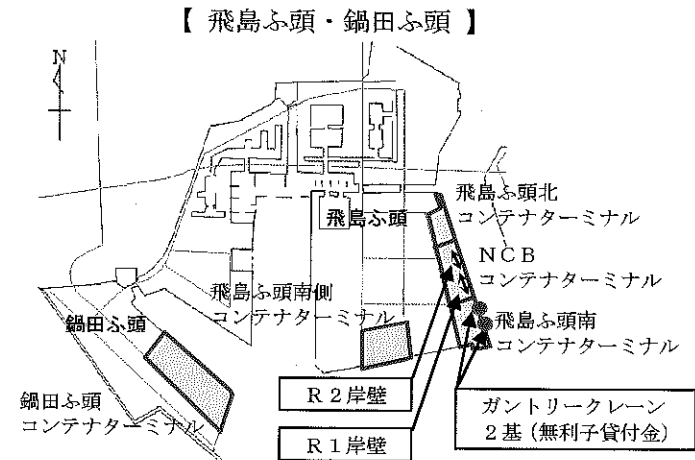 【 飛島ふ頭・鍋田ふ頭 】
N
飛島ふ頭北
コンテナターミナル
飛島ふ頭
NCB
コンテナターミナル
飛島ふ頭南側
コンテナターミナル
鍋田ふ頭
飛島ふ頭南
コンテナターミナル
鍋田ふ頭
コンテナターミナル
R2岸壁
R1岸壁
ガントリークレーン
2基(無利子貸付金)